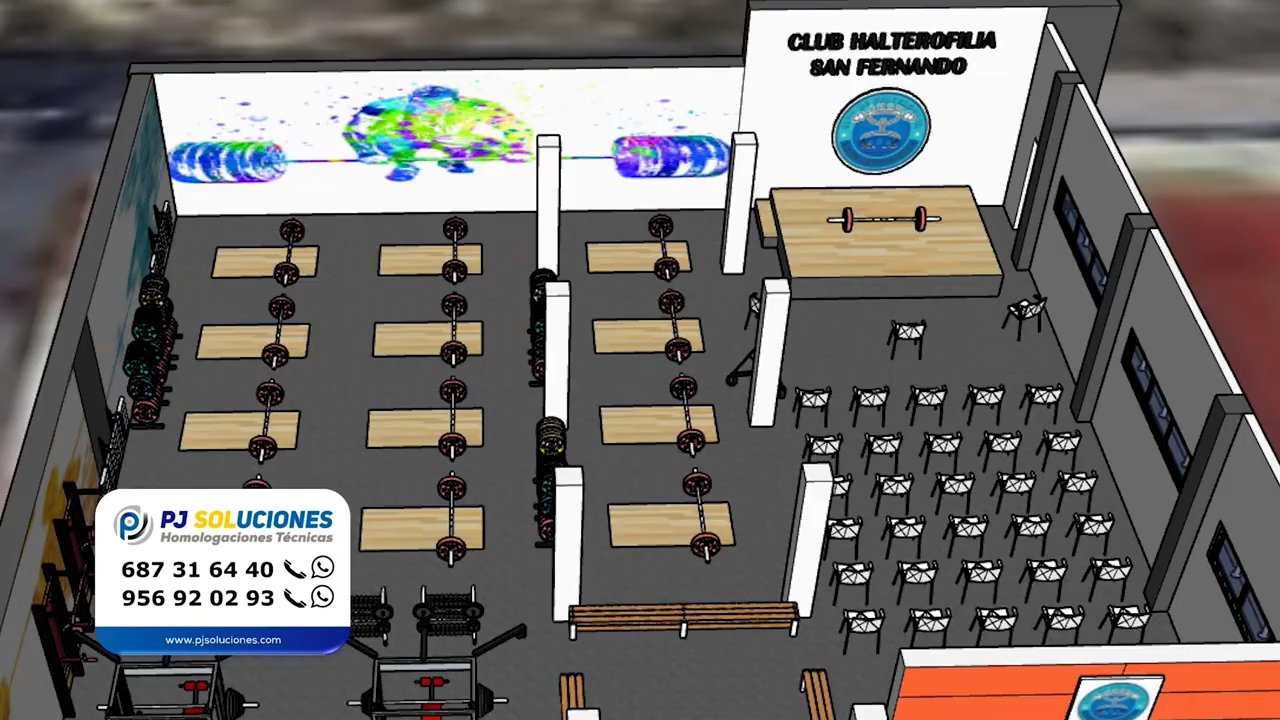 CLUB HALTEROFILIA
SAN FERNANDO
PJ SOLUCIONES
Homologaciones Técnicas
687 31 64 40
956 92 02 93
www.pjsoluciones.com